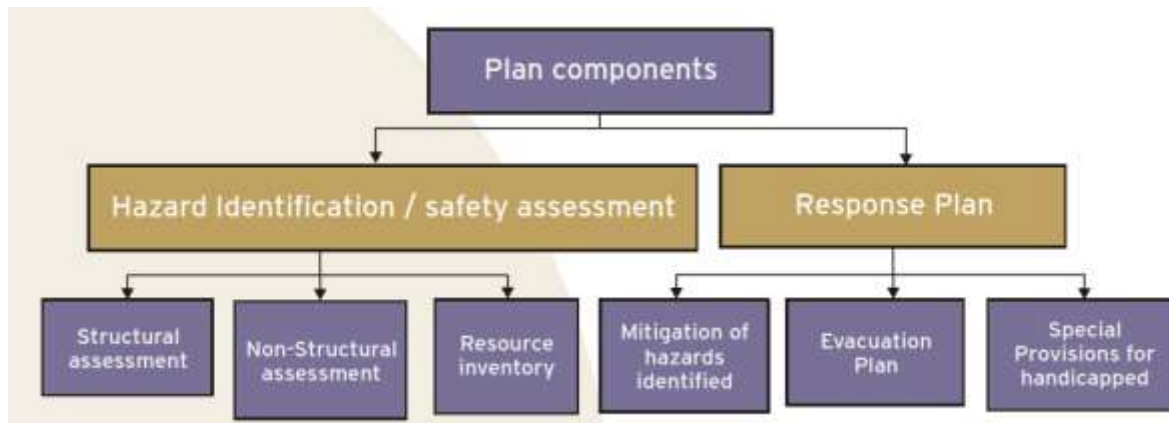 Plan components
Hazard Identification / safety assessment
Response Plan
Structural
assessment
Non-Structural
assessment
Resource
inventory
Mitigation of
hazards
identified
Evacuation
Plan
Special
Provisions for
handicapped